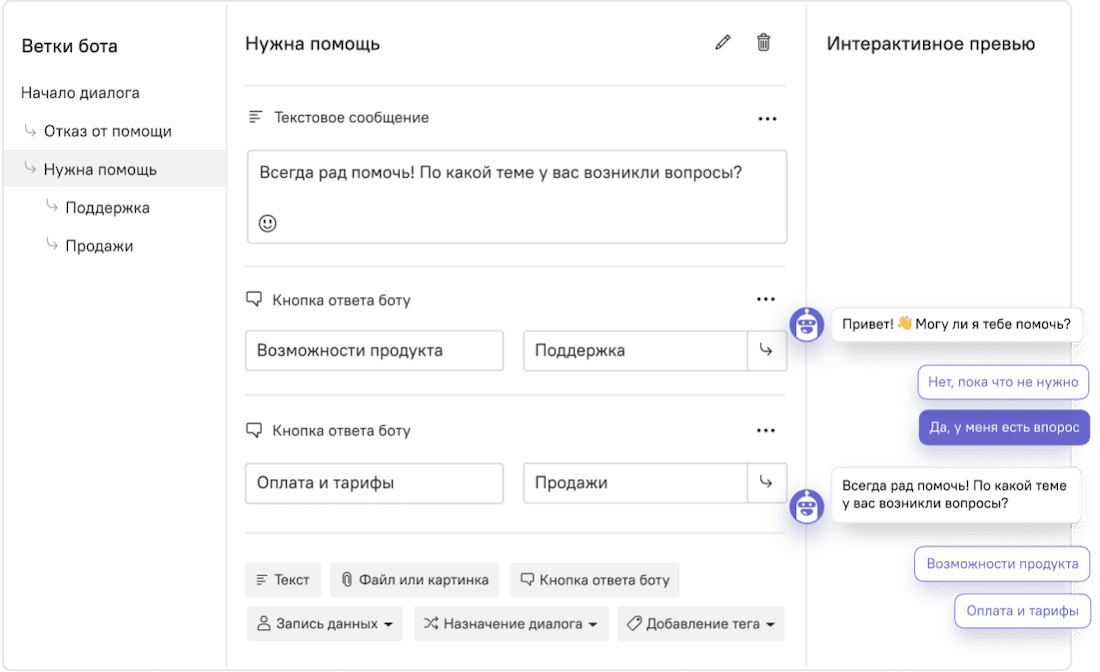 Ветки бота
Начало диалога
Отказ от помощи
Нужна помощь
Поддержка
Продажи
Нужна помощь
Текстовое сообщение
Всегда рад помочь! По какой теме у вас возникли вопросы?
Кнопка ответа боту
Возможности продукта
Поддержка
Кнопка ответа боту
Оплата и тарифы
Продажи
Текст
Файл или картинка
Кнопка ответа боту
Запись данных
Назначение диалога
Добавление тега
Интерактивное превью
Привет! 👋 Могу ли я тебе помочь?
Нет, пока что не нужно
Да, у меня есть впорос
Всегда рад помочь! По какой теме
у вас возникли вопросы?
Возможности продукта
Оплата и тарифы